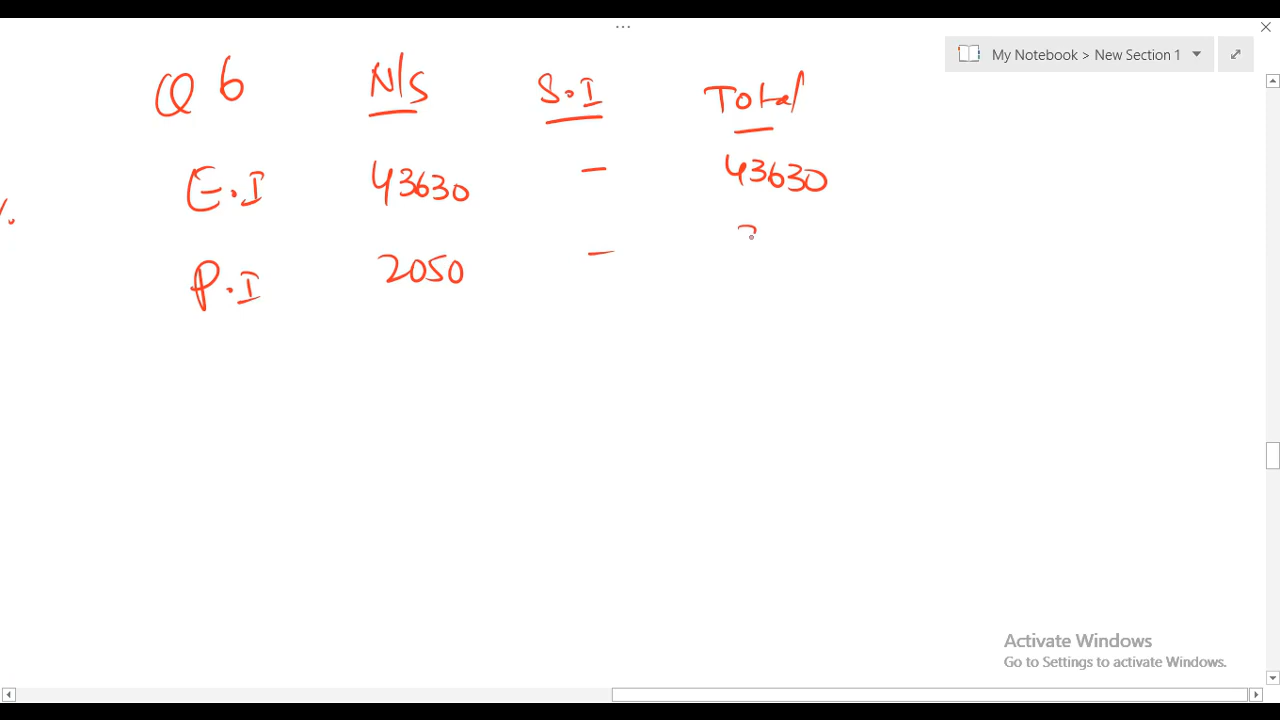 My Notebook > New Section 1
Q 6 N/S S.I Total
E.I 43630 - 43630
P.I 2050 -
Activate Windows
Go to Settings to activate Windows.